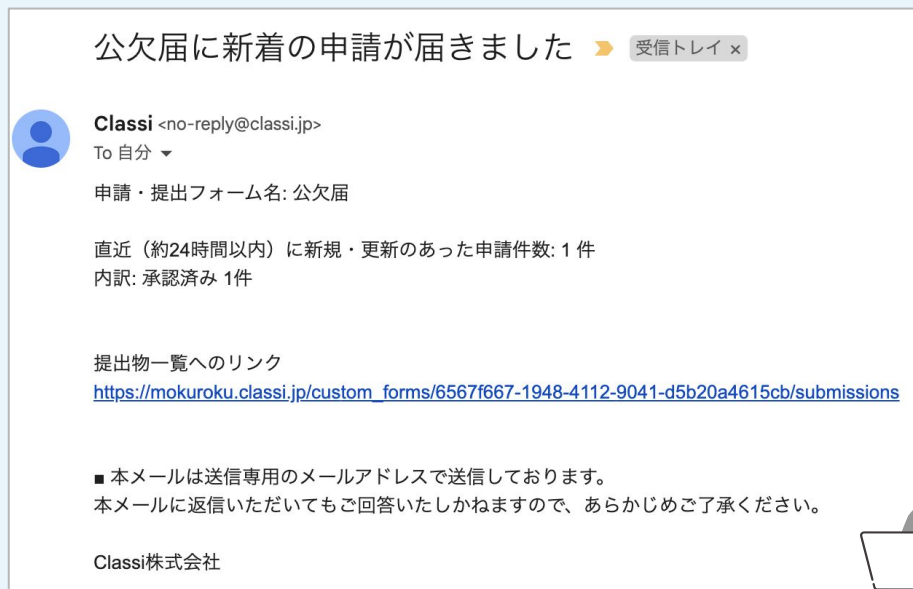 公欠届に新着の申請が届きました 受信トレイ ×
Classi <no-reply@classi.jp>
To 自分
申請・提出フォーム名: 公欠届
直近（約24時間以内）に新規・更新のあった申請件数: 1 件
内訳: 承認済み 1件
提出物一覧へのリンク
https://mokuroku.classi.jp/custom_forms/6567f667-1948-4112-9041-d5b20a4615cb/submissions
■ 本メールは送信専用のメールアドレスで送信しております。
本メールに返信いただいてもご回答いたしかねますので、あらかじめご了承ください。
Classi株式会社